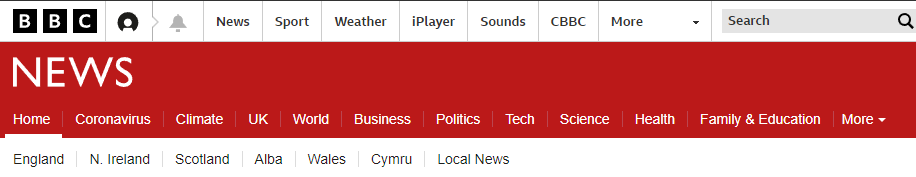 BBC News Sport Weather iPlayer Sounds CBBC More Search
NEWS
Home Coronavirus Climate UK World Business Politics Tech Science Health Family & Education More
England N. Ireland Scotland Alba Wales Cymru Local News